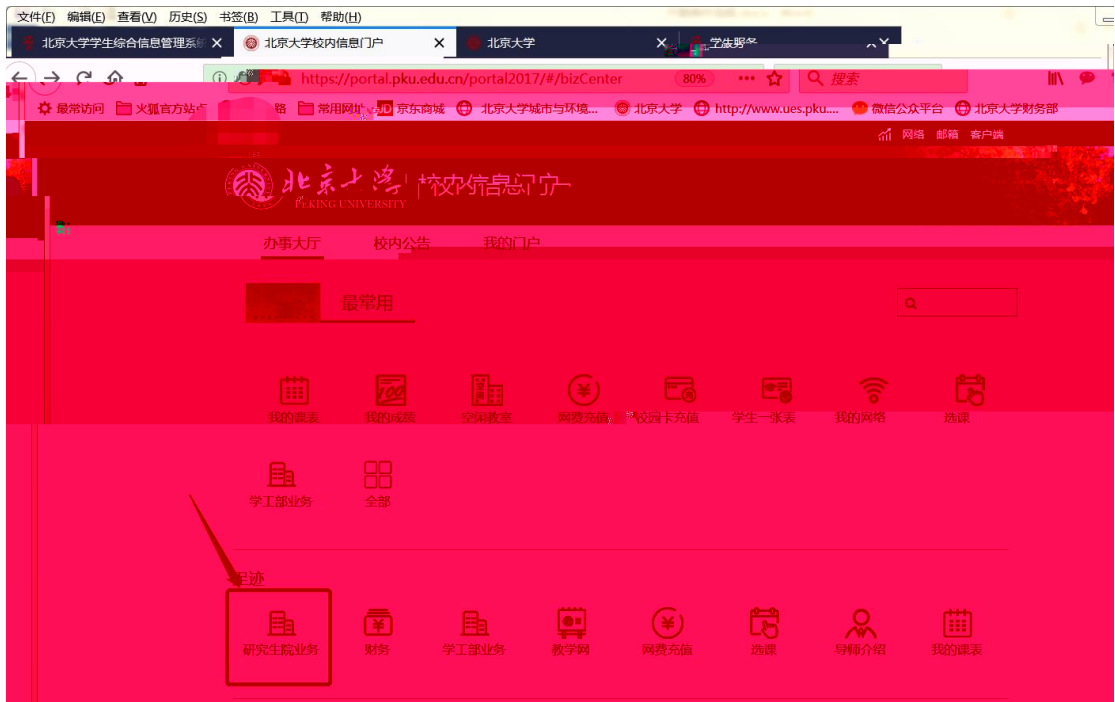 文件(F) 编辑(E) 查看(V) 历史(S) 书签(B) 工具(T) 帮助(H)
北京大学学生综合信息管理系统 北京大学校内信息门户 北京大学
https://portal.pku.edu.cn/portal2017/#/bizCenter 80% 搜索
最常访问 火狐官方站点 常用网址 JD 京东商城 北京大学城市与环境... 北京大学 http://www.ues.pku.... 微信公众平台 北京大学财务部
网络 邮箱 客户端
北京大学 校内信息门户
PEKING UNIVERSITY
办事大厅 校内公告 我的门户
最常用
我的课表 我的成绩 空闲教室 网费充值 校园卡充值 学生一张表 我的网络 选课
学工部业务 全部
足迹
研究生院业务 财务 学工部业务 教学网 网费充值 选课 导师介绍 我的课表